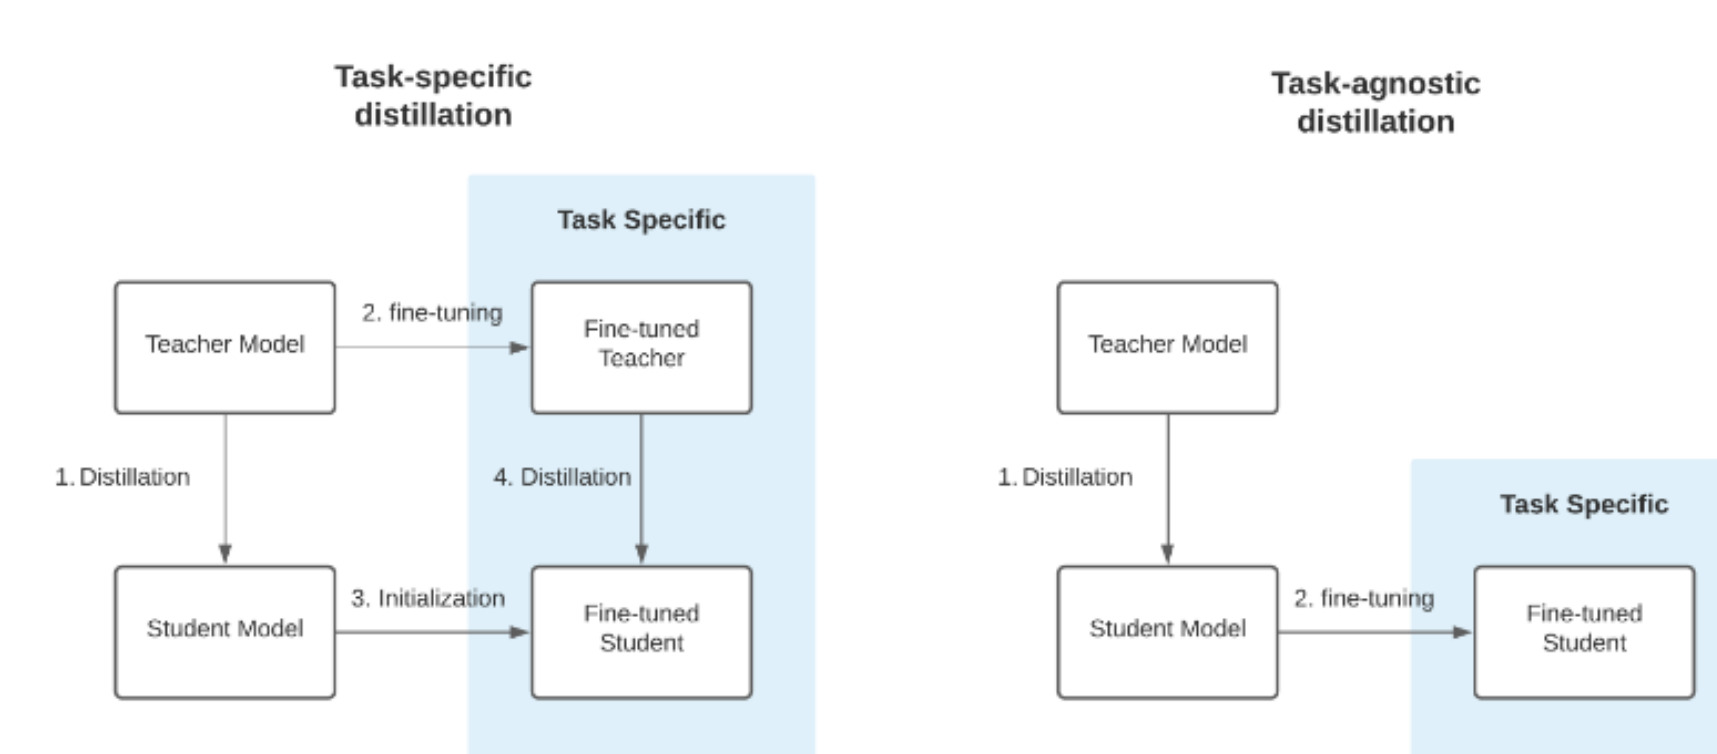 Task-specific
distillation
Task Specific
Teacher Model
2. fine-tuning
Fine-tuned
Teacher
1. Distillation
4. Distillation
Student Model
3. Initialization
Fine-tuned
Student
Task-agnostic
distillation
Teacher Model
1. Distillation
Task Specific
Student Model
2. fine-tuning
Fine-tuned
Student